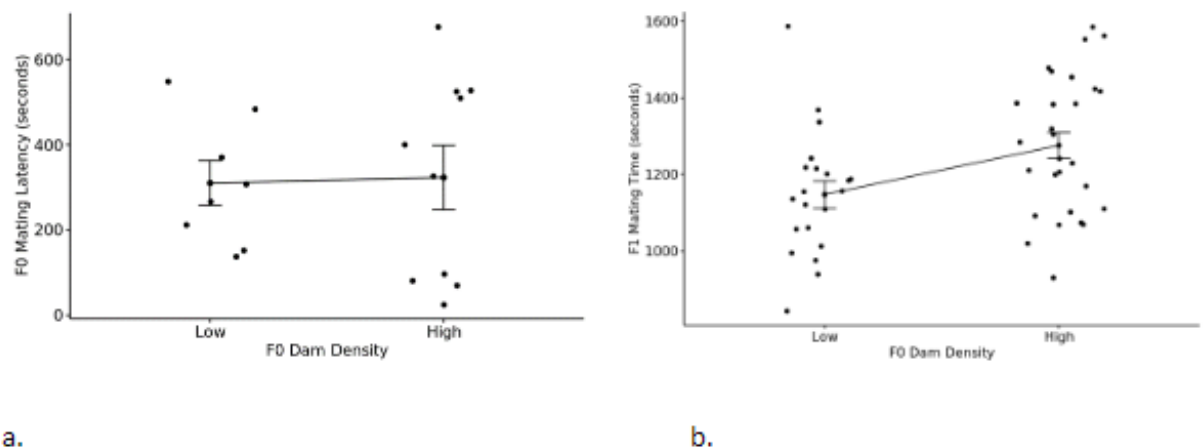 F0 Mating Latency (seconds)
600
400
200
0
Low
High
F0 Dam Density
a.
F1 Mating Time (seconds)
1600
1400
1200
1000
Low
High
F0 Dam Density
b.